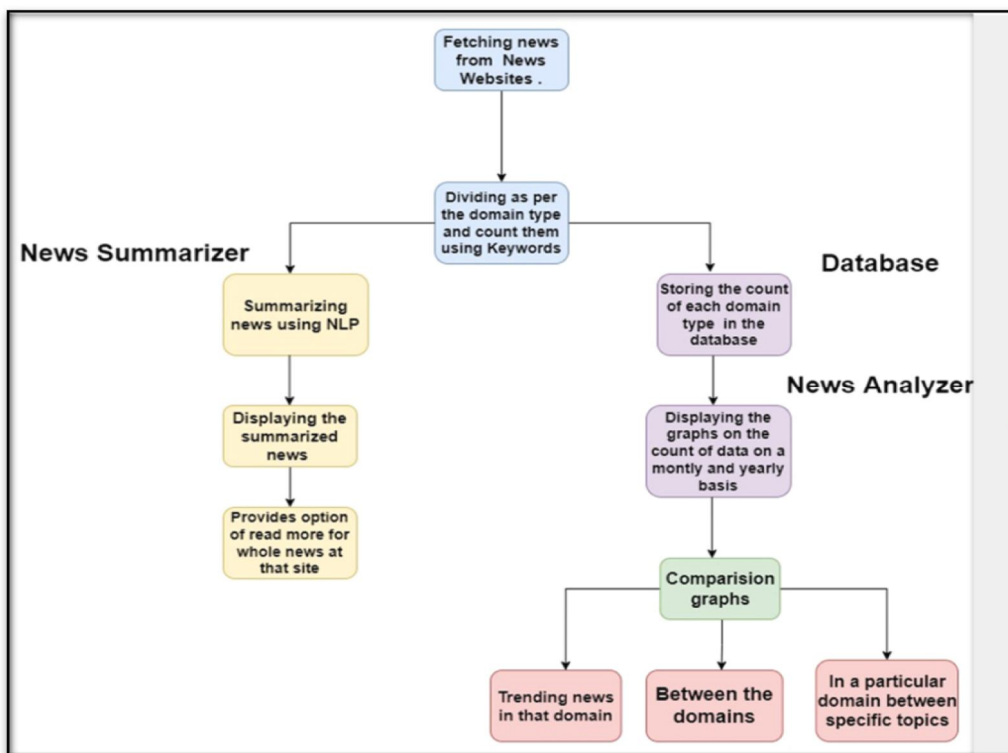 Fetching news
from News
Websites .
Dividing as per
the domain type
and count them
using Keywords
News Summarizer
Database
Summarizing
news using NLP
Storing the count
of each domain
type in the
database
News Analyzer
Displaying the
summarized
news
Displaying the
graphs on the
count of data on a
montly and yearly
basis
Provides option
of read more for
whole news at
that site
Comparision
graphs
Trending news
in that domain
Between the
domains
In a particular
domain between
specific topics